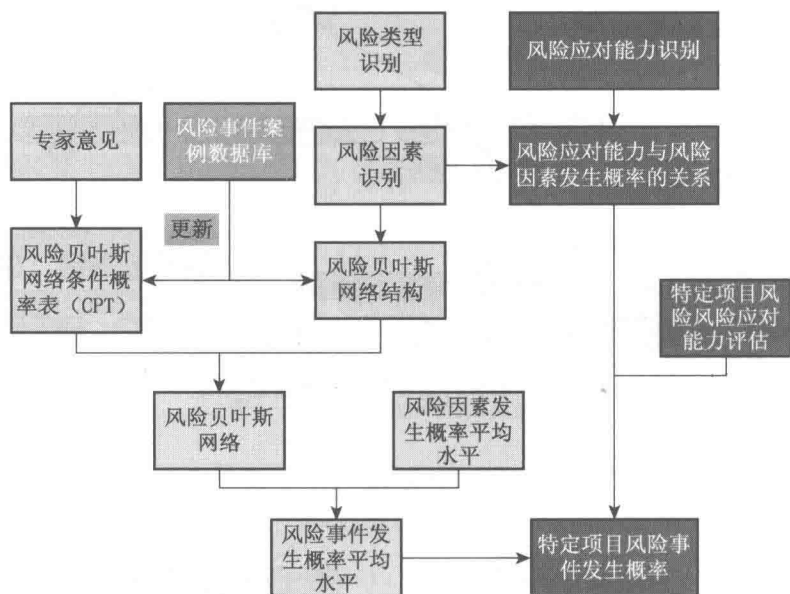 风险类型
识别
风险应对能力识别
专家意见
风险事件案
例数据库
风险因素
识别
风险应对能力与风险
因素发生概率的关系
更新
风险贝叶斯
网络条件概
率表（CPT）
风险贝叶斯
网络结构
特定项目风
险风险应对
能力评估
风险贝叶斯
网络
风险因素发
生概率平均
水平
风险事件发
生概率平均
水平
特定项目风险事
件发生概率